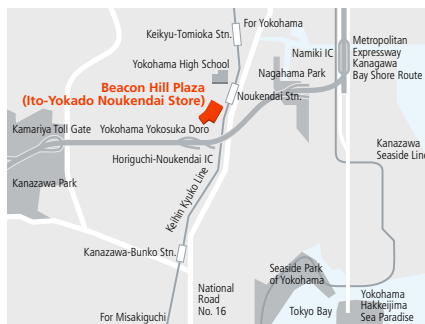 For Yokohama
Keikyu-Tomioka Stn.
Metropolitan
Expressway
Kanagawa
Bay Shore Route
Namiki IC
Yokohama High School
Nagahama Park
Beacon Hill Plaza
(Ito-Yokado Noukendai Store)
Noukendai Stn.
Kamariya Toll Gate
Yokohama Yokosuka Doro
Kanazawa
Seaside Line
Horiguchi-Noukendai IC
Kanazawa Park
Keihin Kyuko Line
Kanazawa-Bunko Stn.
Seaside Park
of Yokohama
National
Road
No. 16
Yokohama
Hakkeijima
Sea Paradise
Tokyo Bay
For Misakiguchi